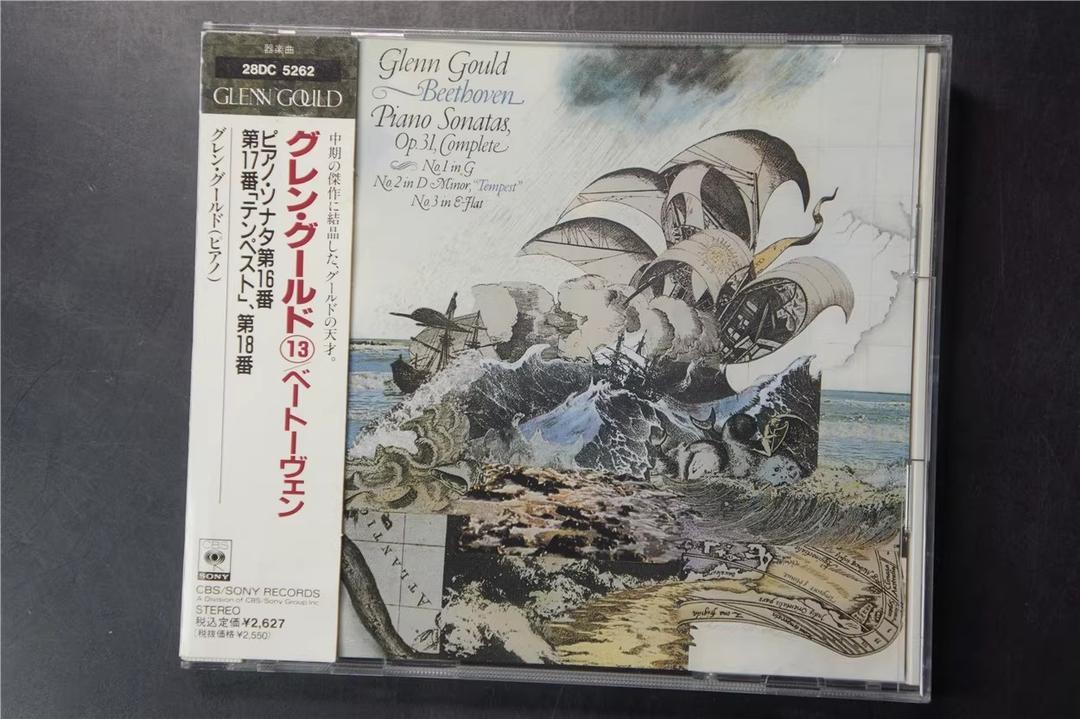 器楽曲
28DC 5262
GLENN GOULD
中期の傑作に結晶した、グールドの天才。
グレン・グールド⑬/ベートーヴェン
ピアノ・ソナタ第16番
第17番「テンペスト」、第18番
グレン・グールド(ピアノ)
CBS
SONY
CBS/SONY RECORDS
A Division of CBS/Sony Group Inc
STEREO
税込定価¥2,627
(税抜価格¥2,550)
Glenn Gould
Beethoven
Piano Sonatas,
Op. 31, Complete
No. 1 in G
No. 2 in D Minor, "Tempest"
No. 3 in E-Flat
ATLANTIC